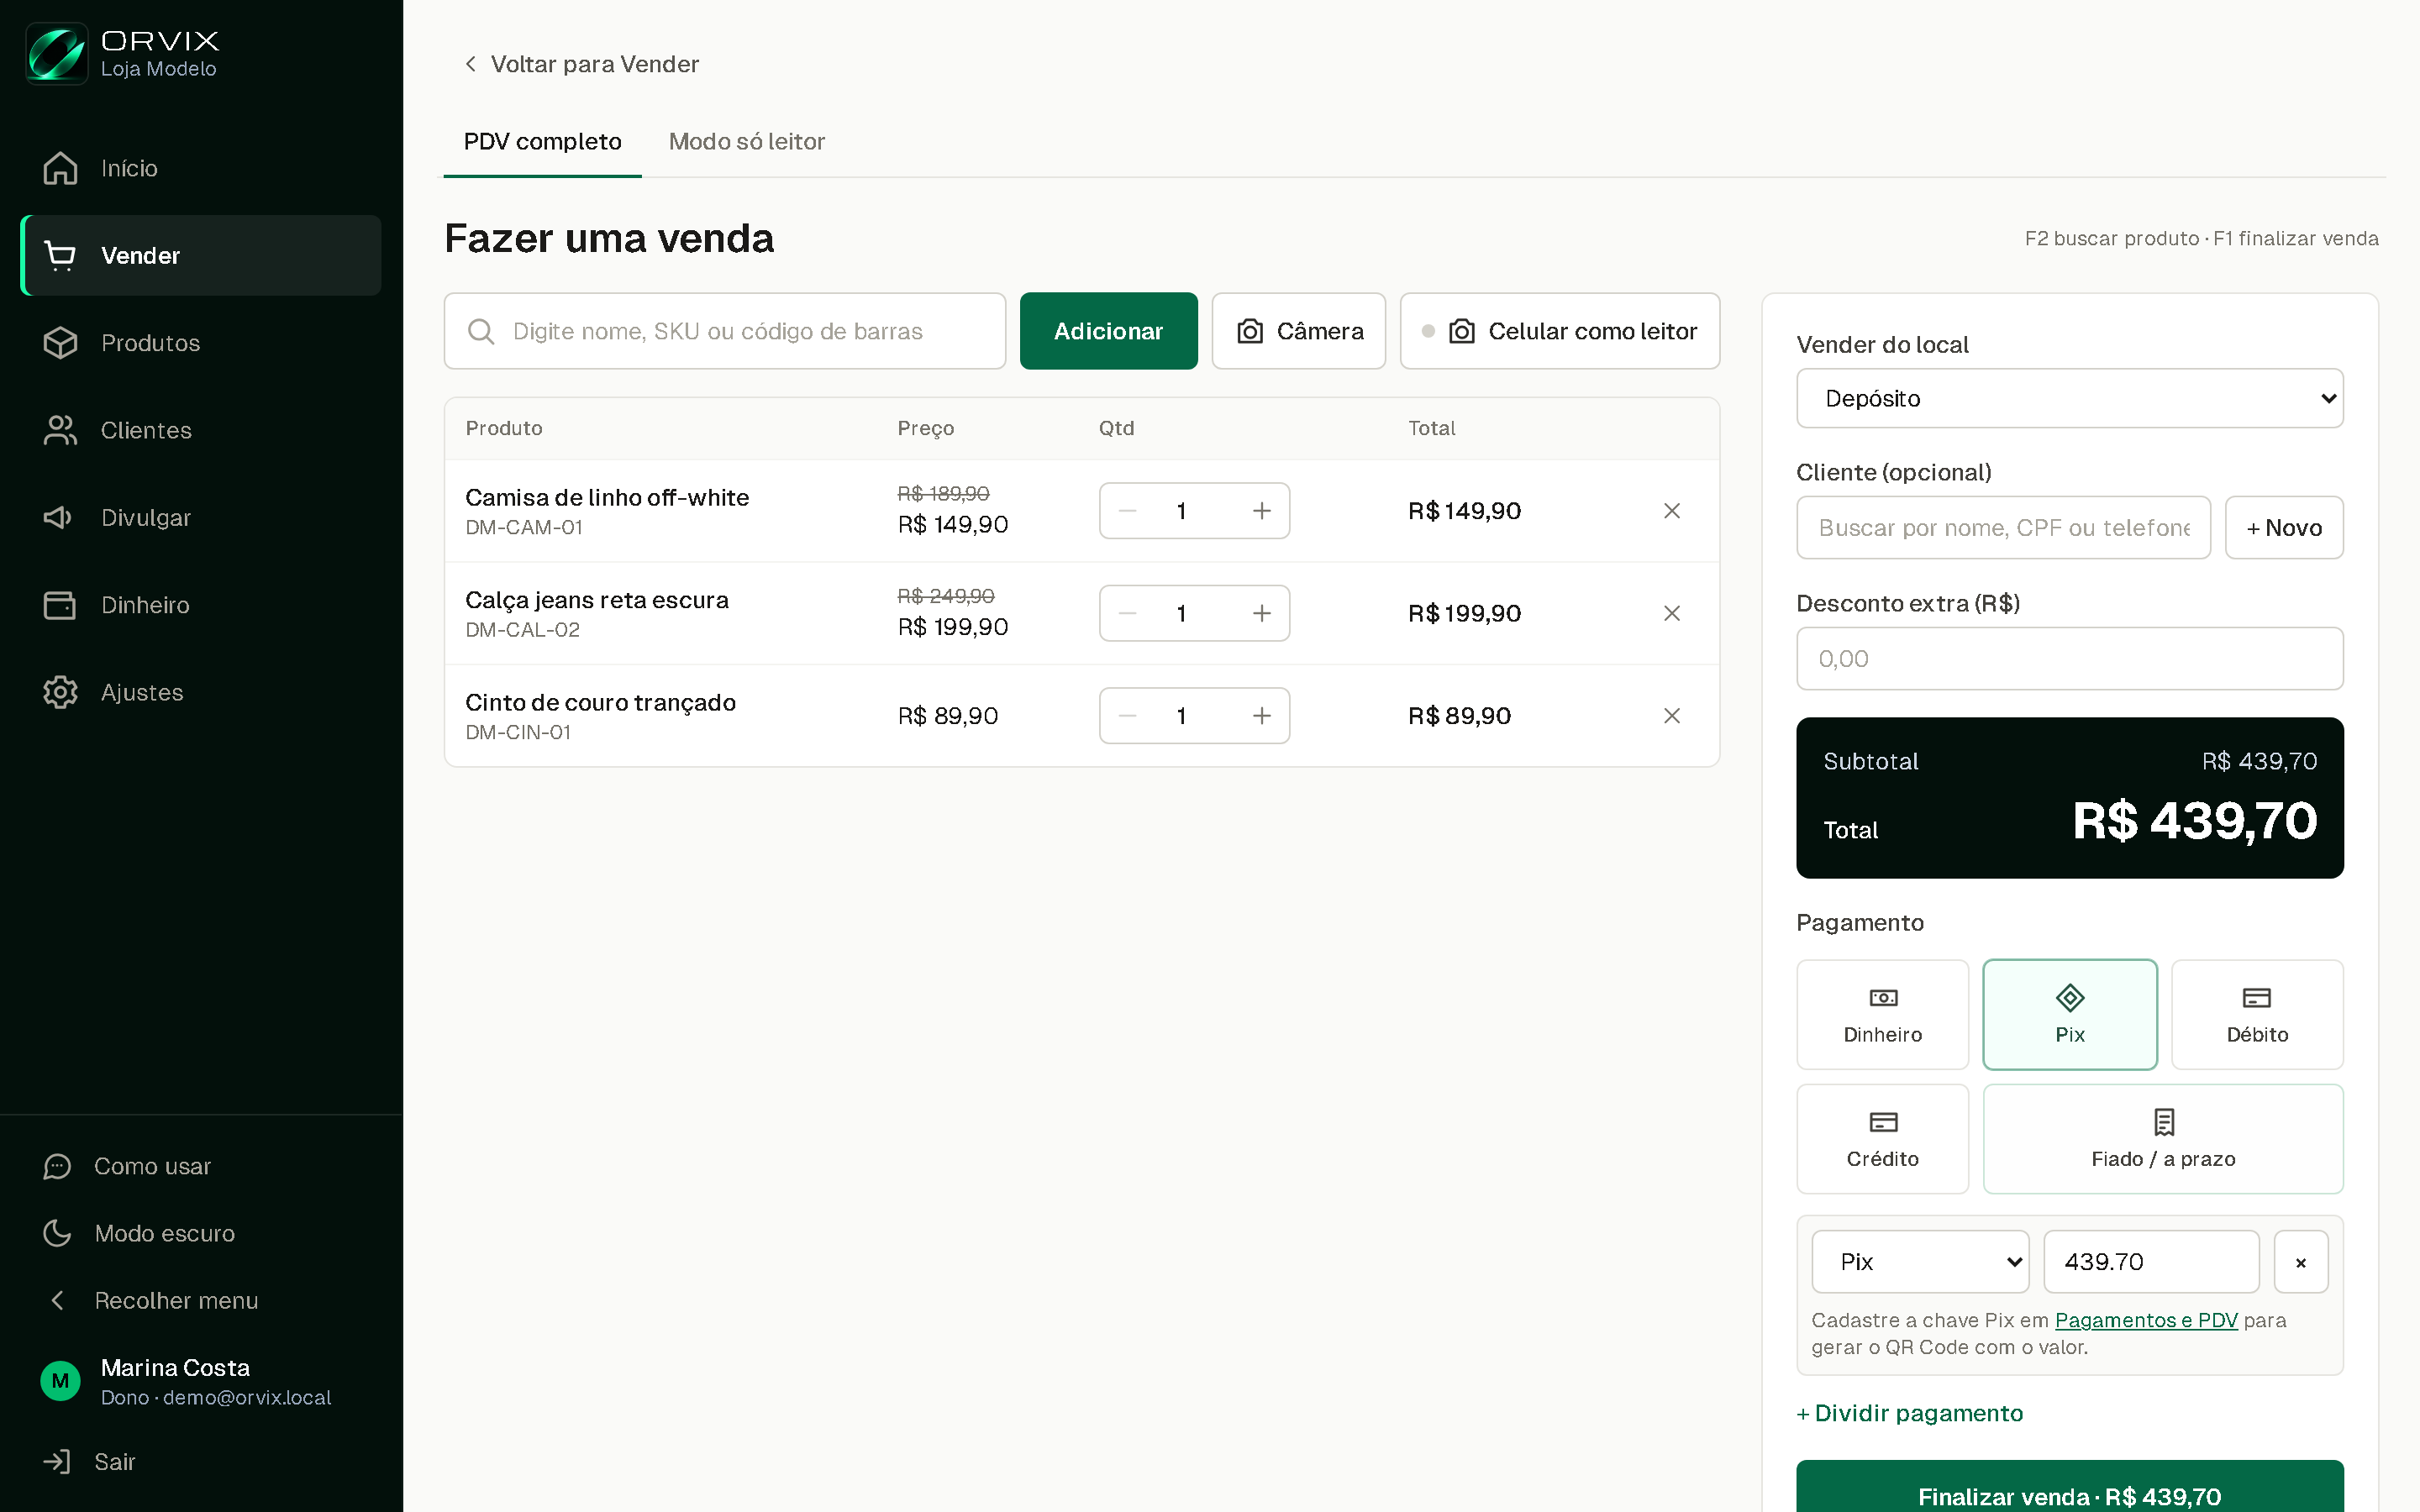 ORVIX
Loja Modelo
Início
Vender
Produtos
Clientes
Divulgar
Dinheiro
Ajustes
Como usar
Modo escuro
Recolher menu
M
Marina Costa
Dono · demo@orvix.local
Sair
Voltar para Vender
PDV completo
Modo só leitor
Fazer uma venda
F2 buscar produto · F1 finalizar venda
Digite nome, SKU ou código de barras
Adicionar
Câmera
Celular como leitor
Produto Preço Qtd Total
Camisa de linho off-white
DM-CAM-01
R$ 189,90
R$ 149,90
1
R$ 149,90
Calça jeans reta escura
DM-CAL-02
R$ 249,90
R$ 199,90
1
R$ 199,90
Cinto de couro trançado
DM-CIN-01
R$ 89,90
1
R$ 89,90
Vender do local
Depósito
Cliente (opcional)
Buscar por nome, CPF ou telefone
+ Novo
Desconto extra (R$)
0,00
Subtotal R$ 439,70
Total R$ 439,70
Pagamento
Dinheiro
Pix
Débito
Crédito
Fiado / a prazo
Pix
439.70
×
Cadastre a chave Pix em Pagamentos e PDV para
gerar o QR Code com o valor.
+ Dividir pagamento
Finalizar venda · R$ 439,70